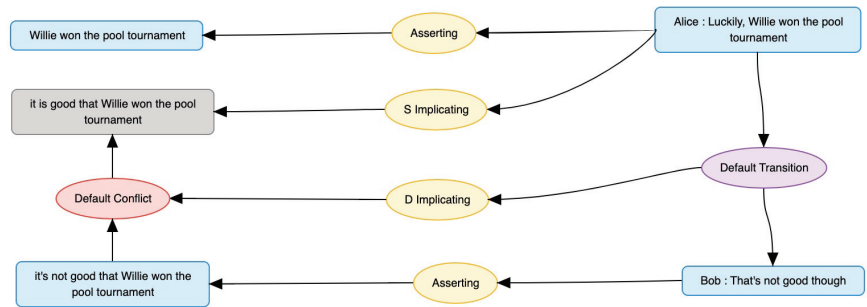 Willie won the pool tournament
Asserting
Alice : Luckily, Willie won the pool
tournament
it is good that Willie won the pool
tournament
S Implicating
Default Transition
Default Conflict
D Implicating
it's not good that Willie won the
pool tournament
Asserting
Bob : That's not good though